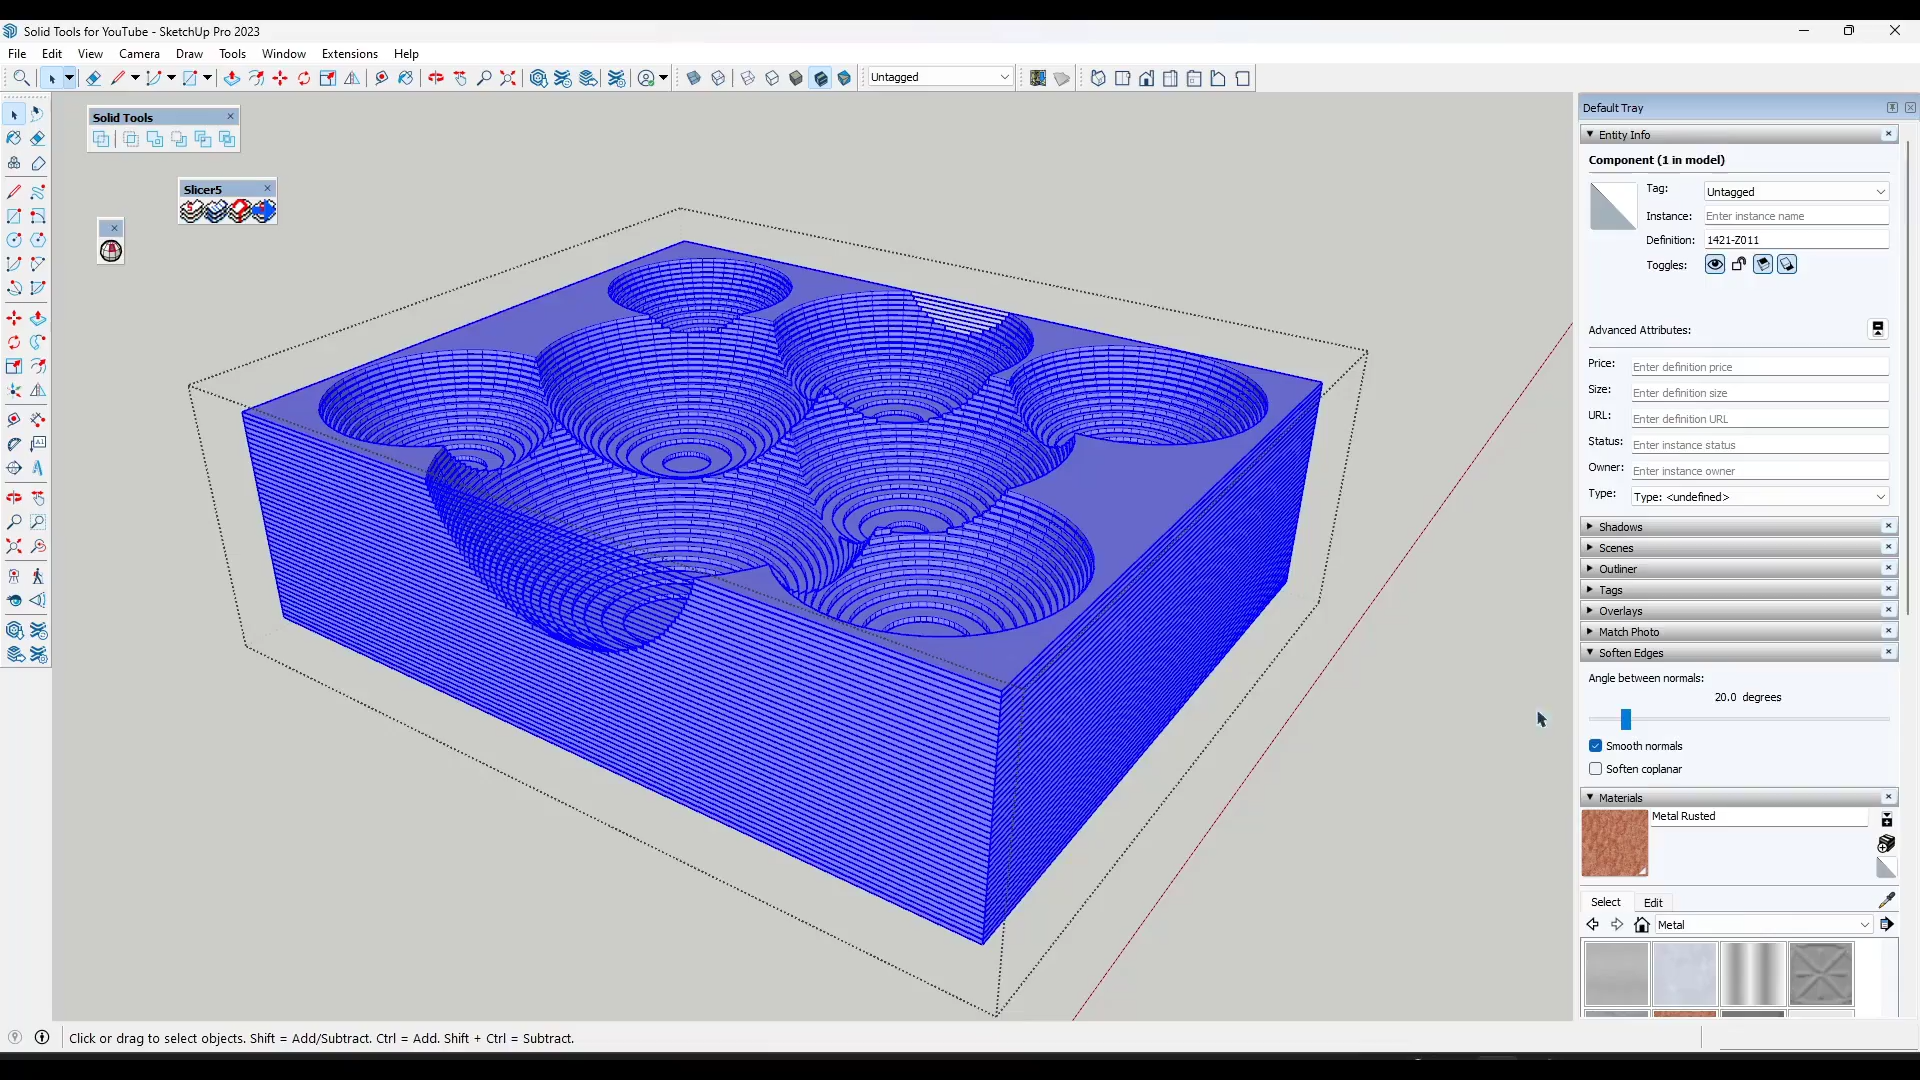 Solid Tools for YouTube - SketchUp Pro 2023
File Edit View Camera Draw Tools Window Extensions Help
Untagged
Solid Tools
Slicer5
Default Tray
Entity Info
Component (1 in model)
Tag: Untagged
Instance: Enter instance name
Definition: 1421-Z011
Toggles:
Advanced Attributes:
Price: Enter definition price
Size: Enter definition size
URL: Enter definition URL
Status: Enter instance status
Owner: Enter instance owner
Type: Type: <undefined>
Shadows
Scenes
Outliner
Tags
Overlays
Match Photo
Soften Edges
Angle between normals:
20.0 degrees
Smooth normals
Soften coplanar
Materials
Metal Rusted
Select Edit
Metal
Click or drag to select objects. Shift = Add/Subtract. Ctrl = Add. Shift + Ctrl = Subtract.